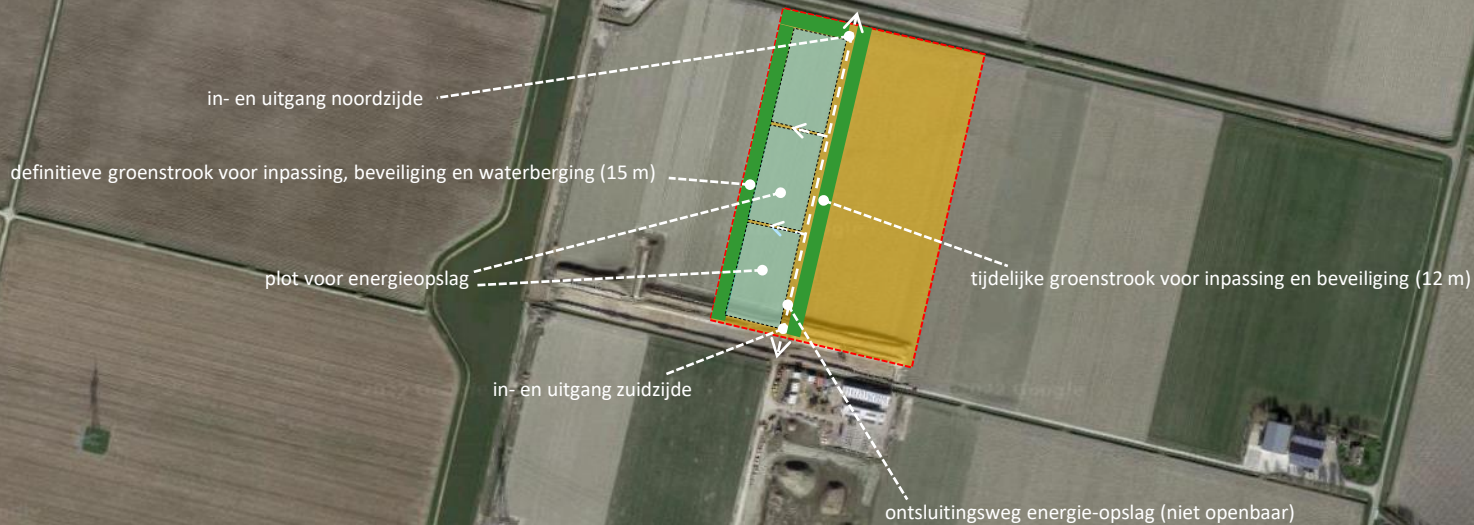 in- en uitgang noordzijde
definitieve groenstrook voor inpassing, beveiliging en waterberging (15 m)
plot voor energieopslag
tijdelijke groenstrook voor inpassing en beveiliging (12 m)
in- en uitgang zuidzijde
ontsluitingsweg energie-opslag (niet openbaar)